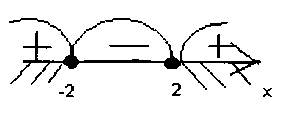 + — +
-2 2 x